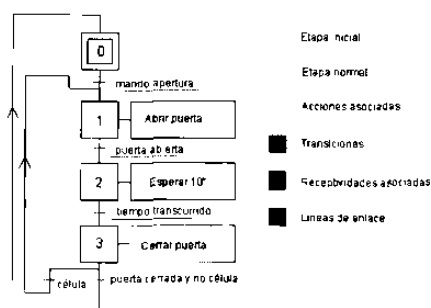 0
mando apertura
1
Abrir puerta
puerta abierta
2
Esperar 10"
tiempo transcurrido
3
Cerrar puerta
célula
puerta cerrada y no célula
Etapa inicial
Etapa normal
Acciones asociadas
Transiciones
Receptividades asociadas
Líneas de enlace